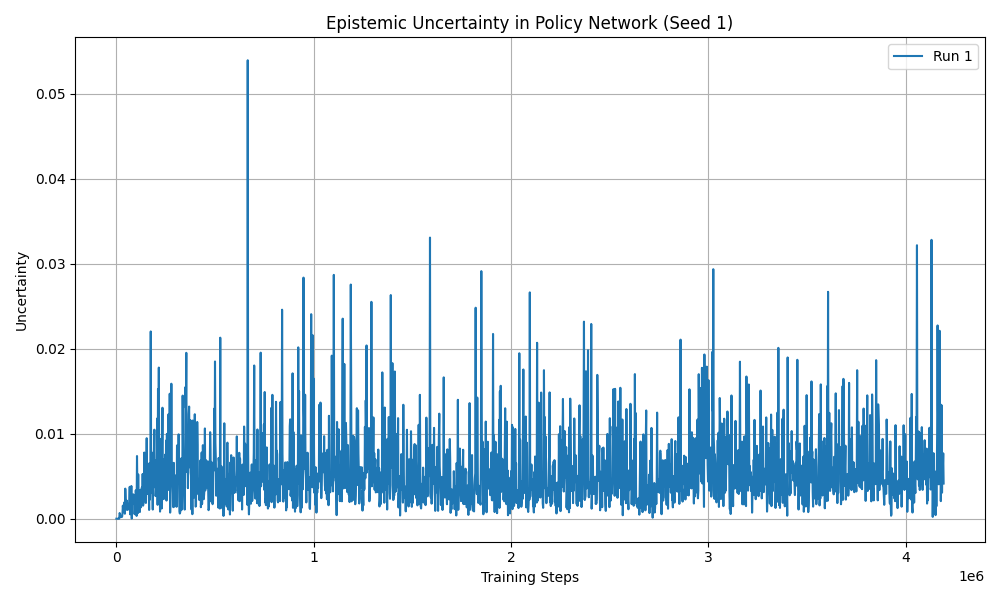 Epistemic Uncertainty in Policy Network (Seed 1)
Run 1
Uncertainty
0.05
0.04
0.03
0.02
0.01
0.00
0 1 2 3 4
1e6
Training Steps